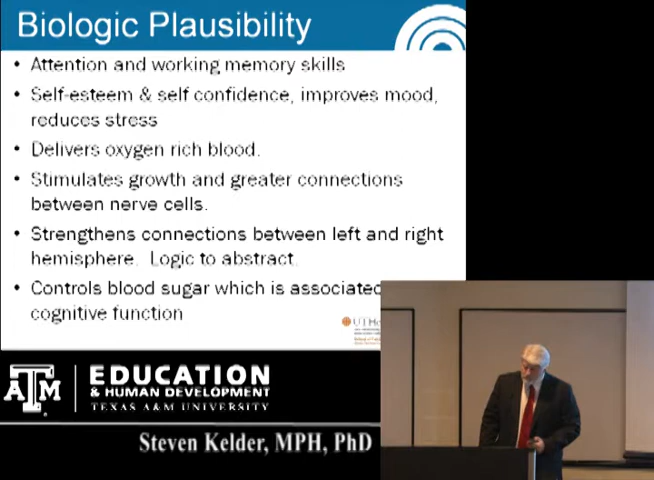 Biologic Plausibility
• Attention and working memory skills
• Self-esteem & self confidence, improves mood,
reduces stress
• Delivers oxygen rich blood.
• Stimulates growth and greater connections
between nerve cells.
• Strengthens connections between left and right
hemisphere. Logic to abstract.
• Controls blood sugar which is associated
cognitive function
UTHe
ATM
EDUCATION
& HUMAN DEVELOPMENT
TEXAS A&M UNIVERSITY
Steven Kelder, MPH, PhD